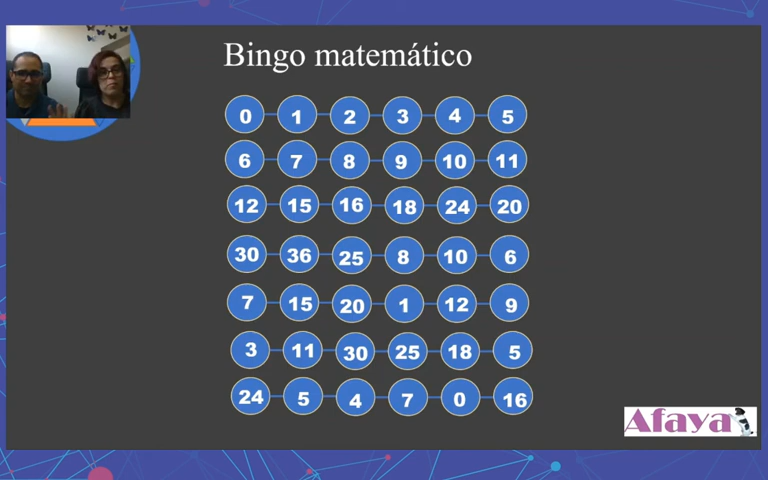 Bingo matemático
0 1 2 3 4 5
6 7 8 9 10 11
12 15 16 18 24 20
30 36 25 8 10 6
7 15 20 1 12 9
3 11 30 25 18 5
24 5 4 7 0 16
Afaya